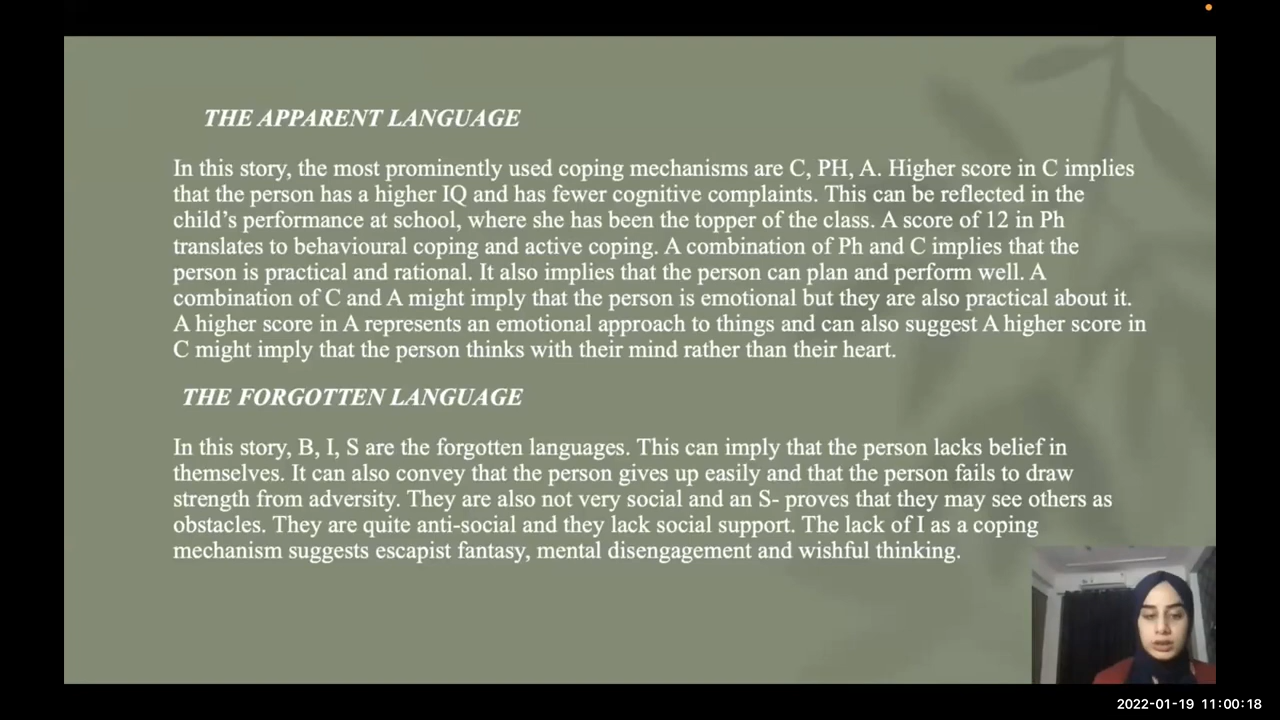 THE APPARENT LANGUAGE
In this story, the most prominently used coping mechanisms are C, PH, A. Higher score in C implies
that the person has a higher IQ and has fewer cognitive complaints. This can be reflected in the
child’s performance at school, where she has been the topper of the class. A score of 12 in Ph
translates to behavioural coping and active coping. A combination of Ph and C implies that the
person is practical and rational. It also implies that the person can plan and perform well. A
combination of C and A might imply that the person is emotional but they are also practical about it.
A higher score in A represents an emotional approach to things and can also suggest A higher score in
C might imply that the person thinks with their mind rather than their heart.
THE FORGOTTEN LANGUAGE
In this story, B, I, S are the forgotten languages. This can imply that the person lacks belief in
themselves. It can also convey that the person gives up easily and that the person fails to draw
strength from adversity. They are also not very social and an S- proves that they may see others as
obstacles. They are quite anti-social and they lack social support. The lack of I as a coping
mechanism suggests escapist fantasy, mental disengagement and wishful thinking.
2022-01-19 11:00:18